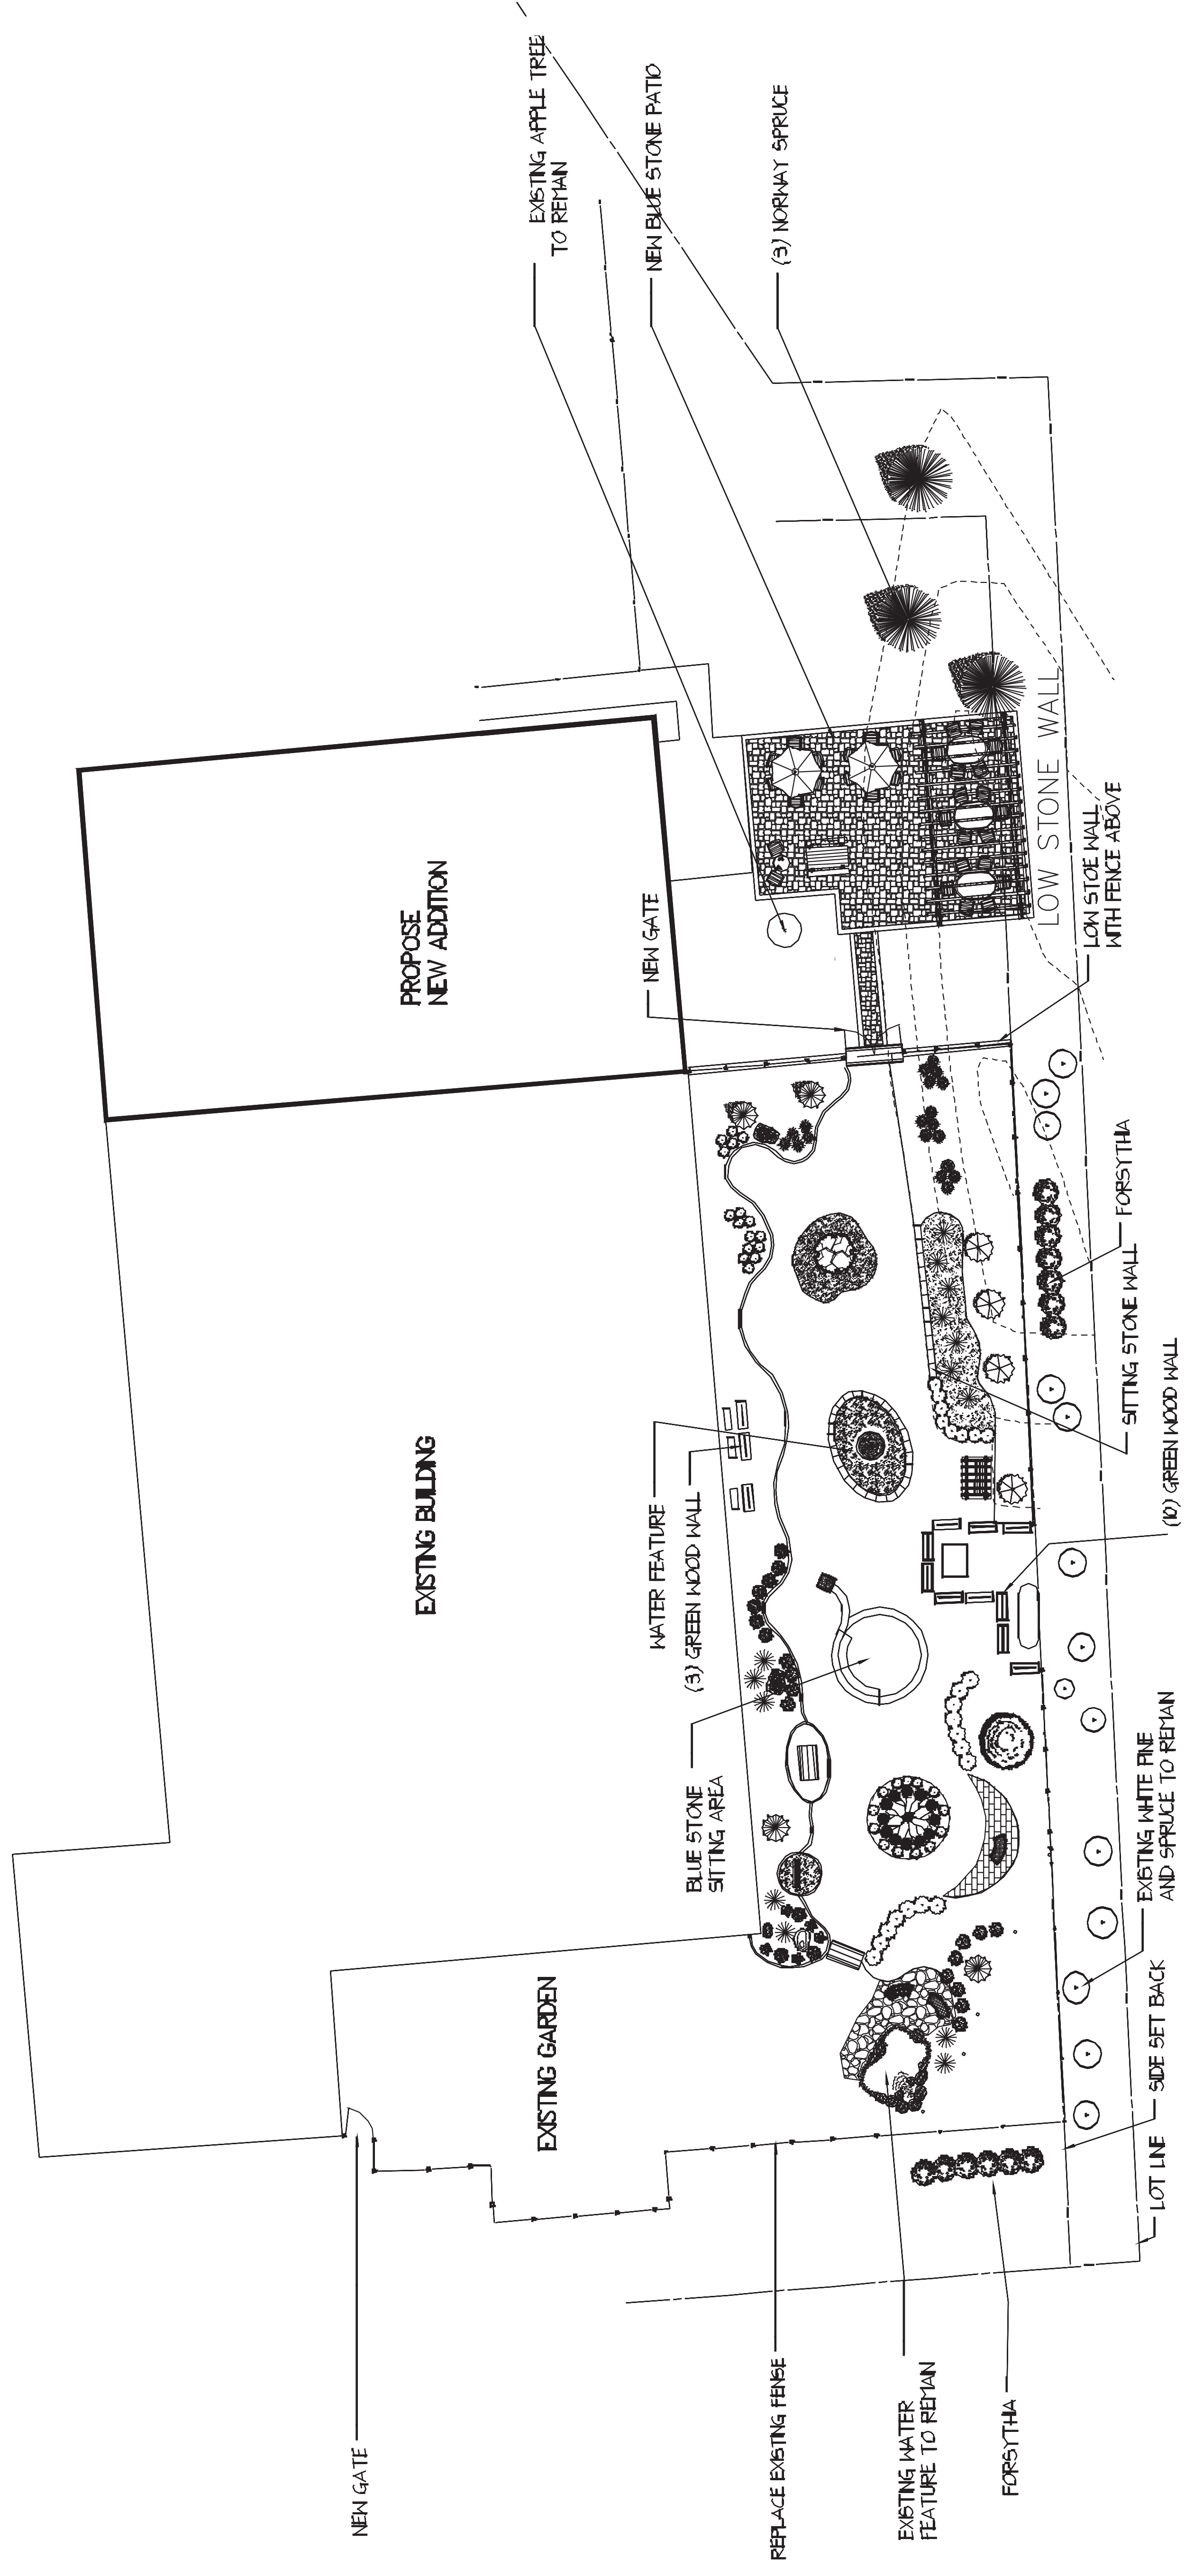 EXISTING APPLE TREE
TO REMAIN
NEW BLUE STONE PATIO
(3) NORWAY SPRUCE
PROPOSE
NEW ADDITION
NEW GATE
LOW STONE WALL
LOW STOE WALL
WITH FENCE ABOVE
FORSYTHIA
SITTING STONE WALL
(10) GREEN WOOD WALL
EXISTING BUILDING
WATER FEATURE
(3) GREEN WOOD WALL
BLUE STONE
SITTING AREA
EXISTING WHITE PINE
AND SPRUCE TO REMAIN
SIDE SET BACK
LOT LINE
EXISTING GARDEN
NEW GATE
REPLACE EXISTING FENSE
EXISTING WATER
FEATURE TO REMAIN
FORSYTHIA